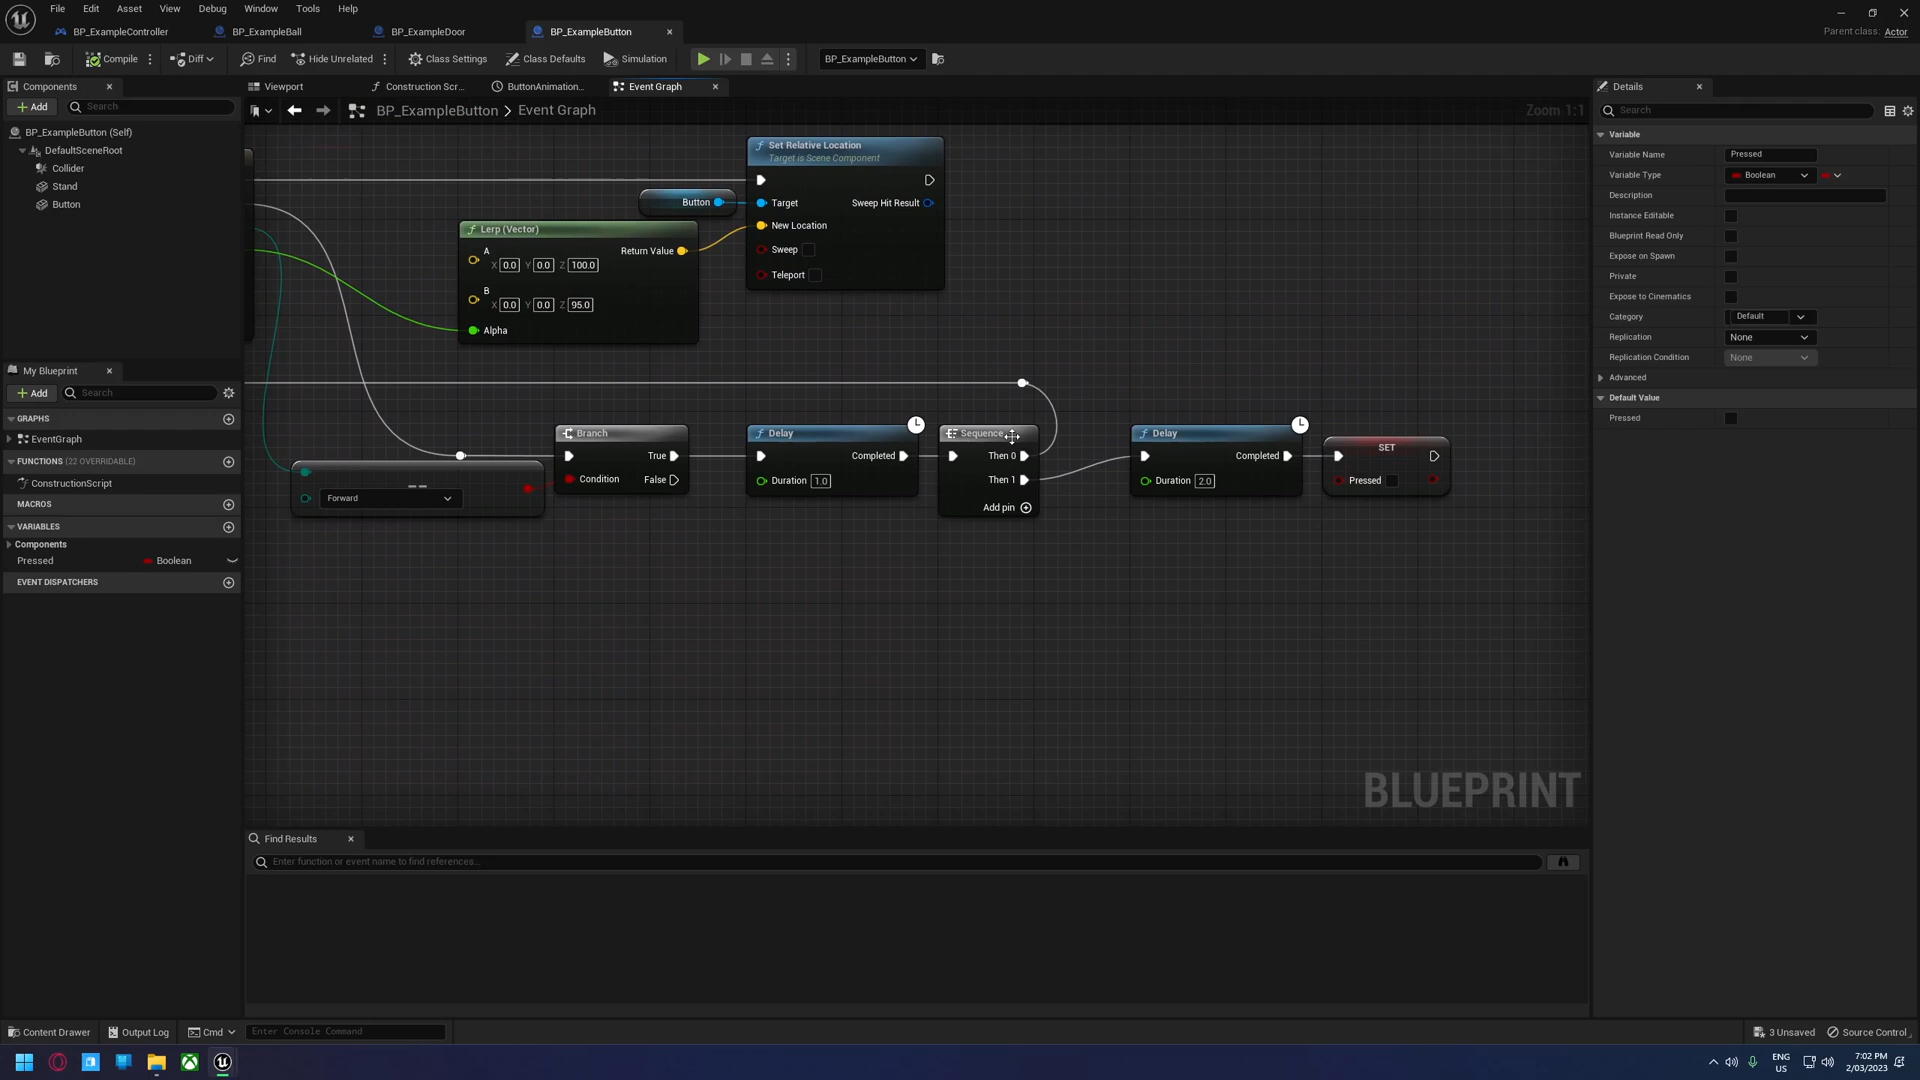 File Edit Asset View Debug Window Tools Help
BP_ExampleController BP_ExampleBall BP_ExampleDoor BP_ExampleButton
Parent class: Actor
Compile Diff Find Hide Unrelated Class Settings Class Defaults Simulation BP_ExampleButton
Components
Viewport Construction Scr... ButtonAnimation... Event Graph
Details
Add Search
BP_ExampleButton > Event Graph
Zoom 1:1
Search
BP_ExampleButton (Self)
DefaultSceneRoot
Collider
Stand
Button
Set Relative Location
Target is Scene Component
Button
Target
Sweep Hit Result
New Location
Sweep
Teleport
Lerp (Vector)
A
Return Value
X 0.0 Y 0.0 Z 100.0
B
X 0.0 Y 0.0 Z 95.0
Alpha
Variable
Variable Name Pressed
Variable Type Boolean
Description
Instance Editable
Blueprint Read Only
Expose on Spawn
Private
Expose to Cinematics
Category Default
Replication None
Replication Condition None
Advanced
Default Value
Pressed
My Blueprint
Add Search
GRAPHS
EventGraph
FUNCTIONS (22 OVERRIDABLE)
ConstructionScript
MACROS
VARIABLES
Components
Pressed Boolean
EVENT DISPATCHERS
==
Forward
Branch
True
Condition False
Delay
Completed
Duration 1.0
Sequence
Then 0
Then 1
Add pin
Delay
Completed
Duration 2.0
SET
Pressed
BLUEPRINT
Find Results
Enter function or event name to find references...
Content Drawer Output Log Cmd Enter Console Command
3 Unsaved Source Control
ENG
US
7:02 PM
2/03/2023